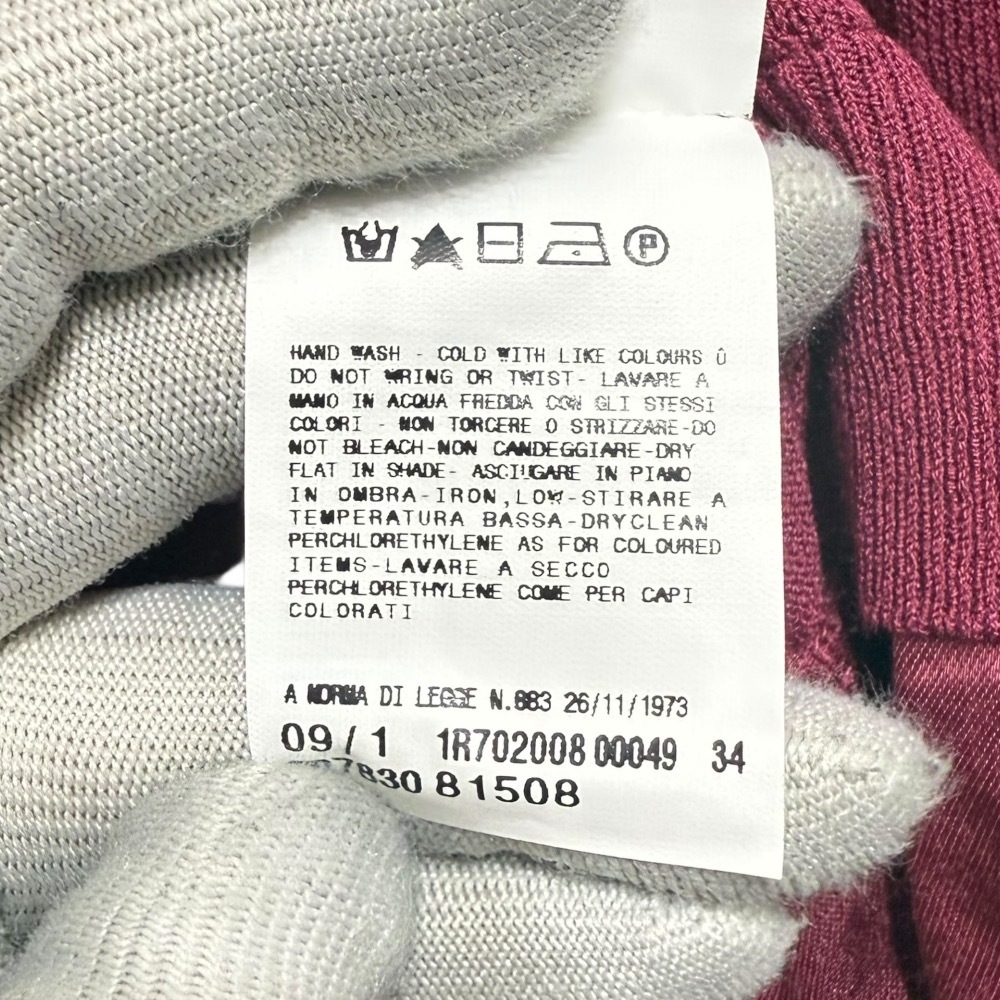 P
HAND WASH - COLD WITH LIKE COLOURS Û
DO NOT WRING OR TWIST- LAVARE A
MANO IN ACQUA FREDDA CON GLI STESSI
COLORI - NON TORCERE O STRIZZARE-DO
NOT BLEACH-NON CANDEGGIARE-DRY
FLAT IN SHADE- ASCIUGARE IN PIANO
IN OMBRA-IRON,LOW-STIRARE A
TEMPERATURA BASSA-DRYCLEAN
PERCHLORETHYLENE AS FOR COLOURED
ITEMS-LAVARE A SECCO
PERCHLORETHYLENE COME PER CAPI
COLORATI
A NORMA DI LEGGE N.883 26/11/1973
09/1 1R702008 00049 34
81508